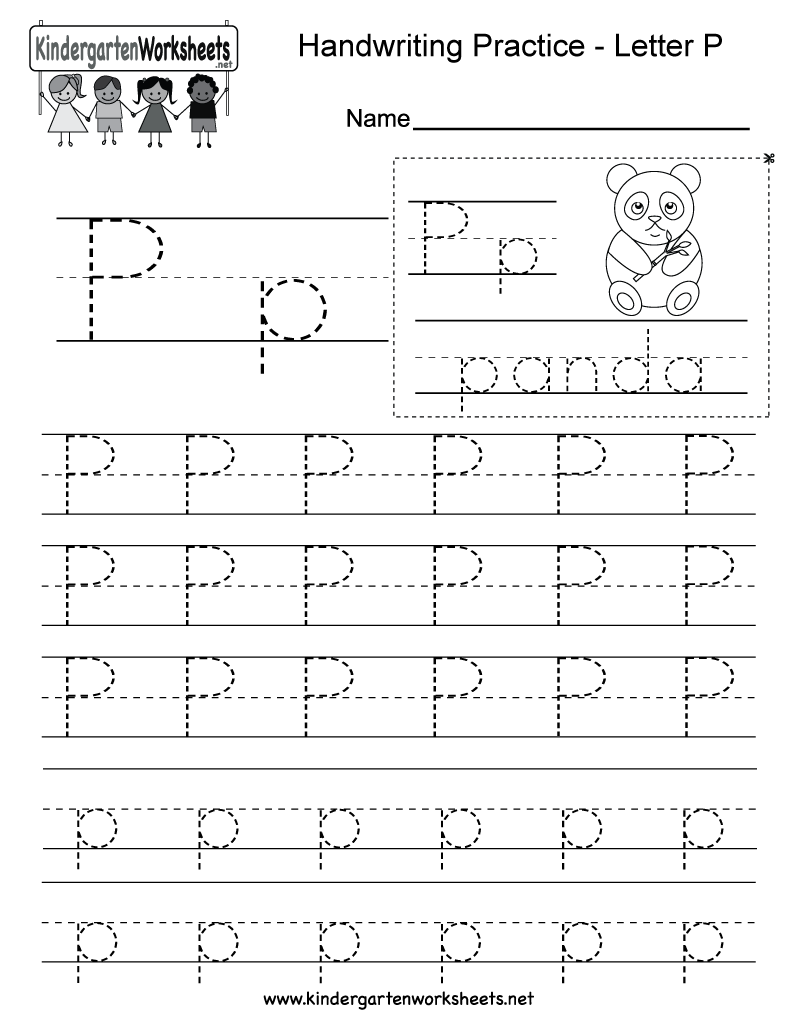 KindergartenWorksheets
.net
Handwriting Practice - Letter P
Name
P p
P p
panda
P P P P P P
P P P P P P
P P P P P P
p p p p p p
p p p p p p
www.kindergartenworksheets.net